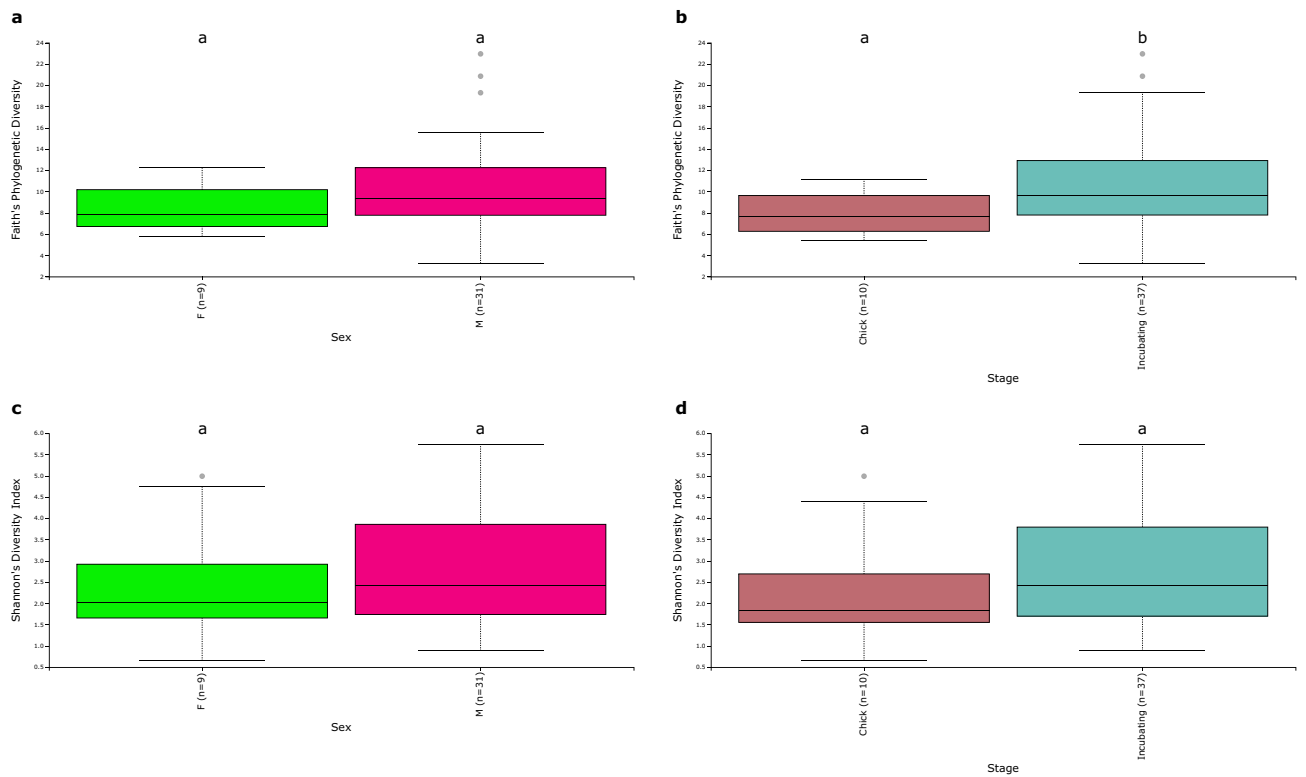 a
a
a
Faith's Phylogenetic Diversity
24
22
20
18
16
14
12
10
8
6
4
2
F (n=9)
M (n=31)
Sex
b
a
b
Faith's Phylogenetic Diversity
24
22
20
18
16
14
12
10
8
6
4
2
Chick (n=10)
Incubating (n=37)
Stage
c
a
a
Shannon's Diversity Index
6.0
5.5
5.0
4.5
4.0
3.5
3.0
2.5
2.0
1.5
1.0
0.5
F (n=9)
M (n=31)
Sex
d
a
a
Shannon's Diversity Index
6.0
5.5
5.0
4.5
4.0
3.5
3.0
2.5
2.0
1.5
1.0
0.5
Chick (n=10)
Incubating (n=37)
Stage